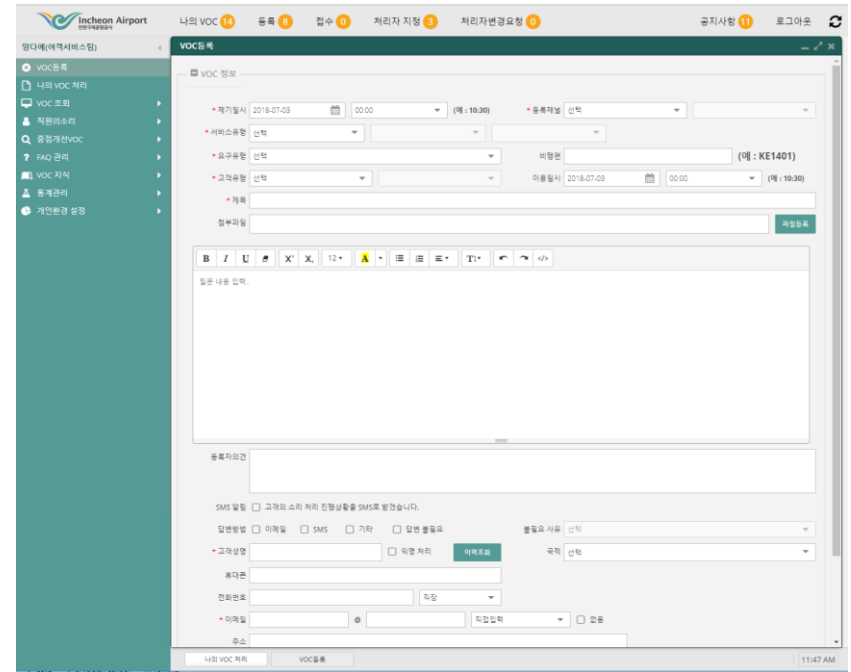 Incheon Airport 나의 VOC 14 등록 8 접수 0 처리자 지정 3 처리자변경요청 0 공지사항 11 로그아웃
인천국제공항공사
VOC등록
VOC등록
나의 VOC 처리
VOC 조회
직원의소리
중점개선VOC
FAQ 관리
VOC 지식
통계관리
개인환경 설정
VOC 정보
* 제기일시 2018-07-03 00:00 (예 : 10:30) * 등록채널 선택
* 서비스유형 선택
* 요구유형 선택 비행편 (예 : KE1401)
* 고객유형 선택 이용일시 2018-07-03 00:00 (예 : 10:30)
* 제목
첨부파일 파일등록
B I U X X, 12 A T </>
질문 내용 입력.
등록자의견
SMS 알림 고객의 소리 처리 진행상황을 SMS로 받겠습니다.
답변방법 이메일 SMS 기타 답변 불필요 불필요 사유 선택
* 고객성명 익명 처리 이력조회 국적 선택
휴대폰
전화번호 직장
* 이메일 @ 직접입력 없음
주소
나의 VOC 처리 VOC등록 11:47 AM